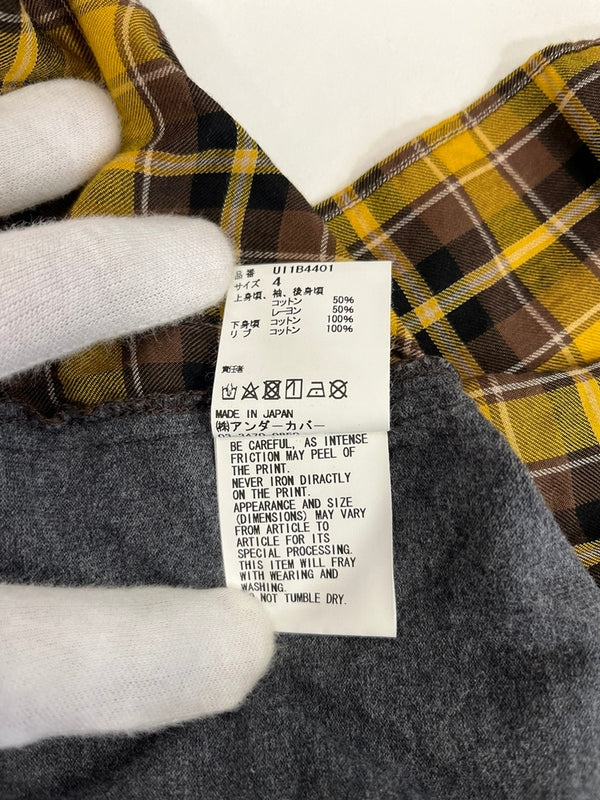 品番 UI1B4401
サイズ 4
上身頃、袖、後身頃
コットン 50%
レーヨン 50%
下身頃 コットン 100%
リブ コットン 100%
責任者
MADE IN JAPAN
㈱アンダーカバー
BE CAREFUL, AS INTENSE
FRICTION MAY PEEL OF
THE PRINT.
NEVER IRON DIRACTLY
ON THE PRINT.
APPEARANCE AND SIZE
(DIMENSIONS) MAY VARY
FROM ARTICLE TO
ARTICLE FOR ITS
SPECIAL PROCESSING.
THIS ITEM WILL FRAY
WITH WEARING AND
WASHING.
NOT TUMBLE DRY.